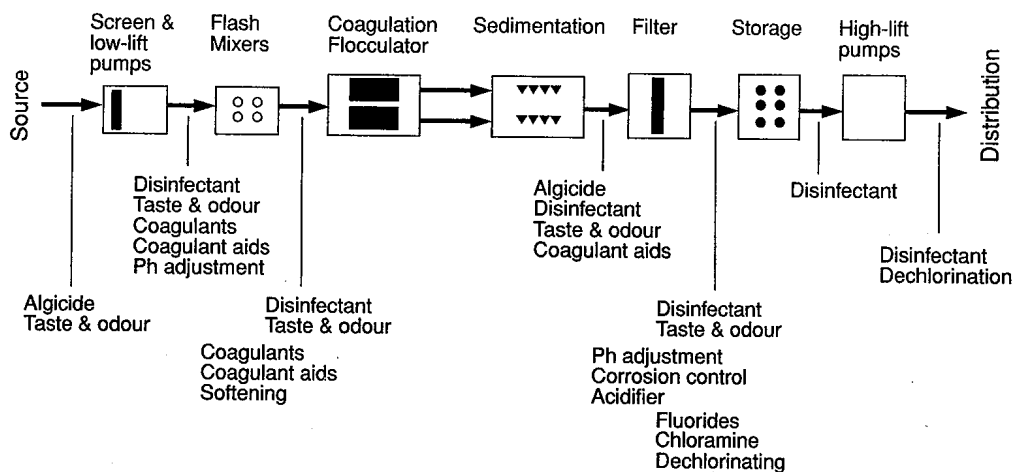 Screen &
low-lift
pumps
Flash
Mixers
Coagulation
Flocculator
Sedimentation
Filter
Storage
High-lift
pumps
Source
Distribution
Disinfectant
Taste & odour
Coagulants
Coagulant aids
Ph adjustment
Algicide
Disinfectant
Taste & odour
Coagulant aids
Disinfectant
Disinfectant
Dechlorination
Algicide
Taste & odour
Disinfectant
Taste & odour
Coagulants
Coagulant aids
Softening
Disinfectant
Taste & odour
Ph adjustment
Corrosion control
Acidifier
Fluorides
Chloramine
Dechlorinating